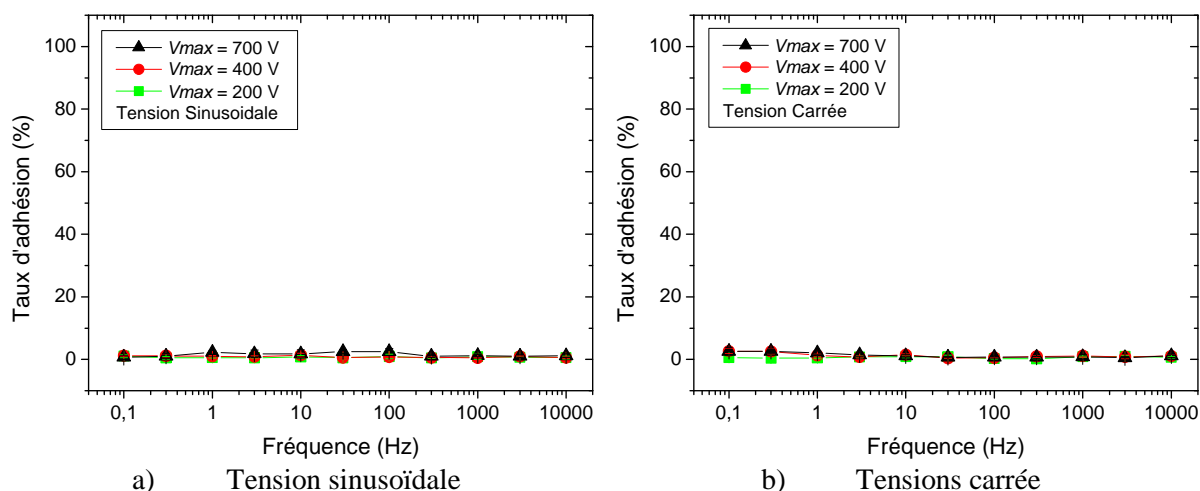 Vmax = 700 V
Vmax = 400 V
Vmax = 200 V
Tension Sinusoidale
100
80
60
40
20
0
Taux d'adhésion (%)
0,1 1 10 100 1000 10000
Fréquence (Hz)
a) Tension sinusoïdale
Vmax = 700 V
Vmax = 400 V
Vmax = 200 V
Tension Carrée
100
80
60
40
20
0
Taux d'adhésion (%)
0,1 1 10 100 1000 10000
Fréquence (Hz)
b) Tensions carrée